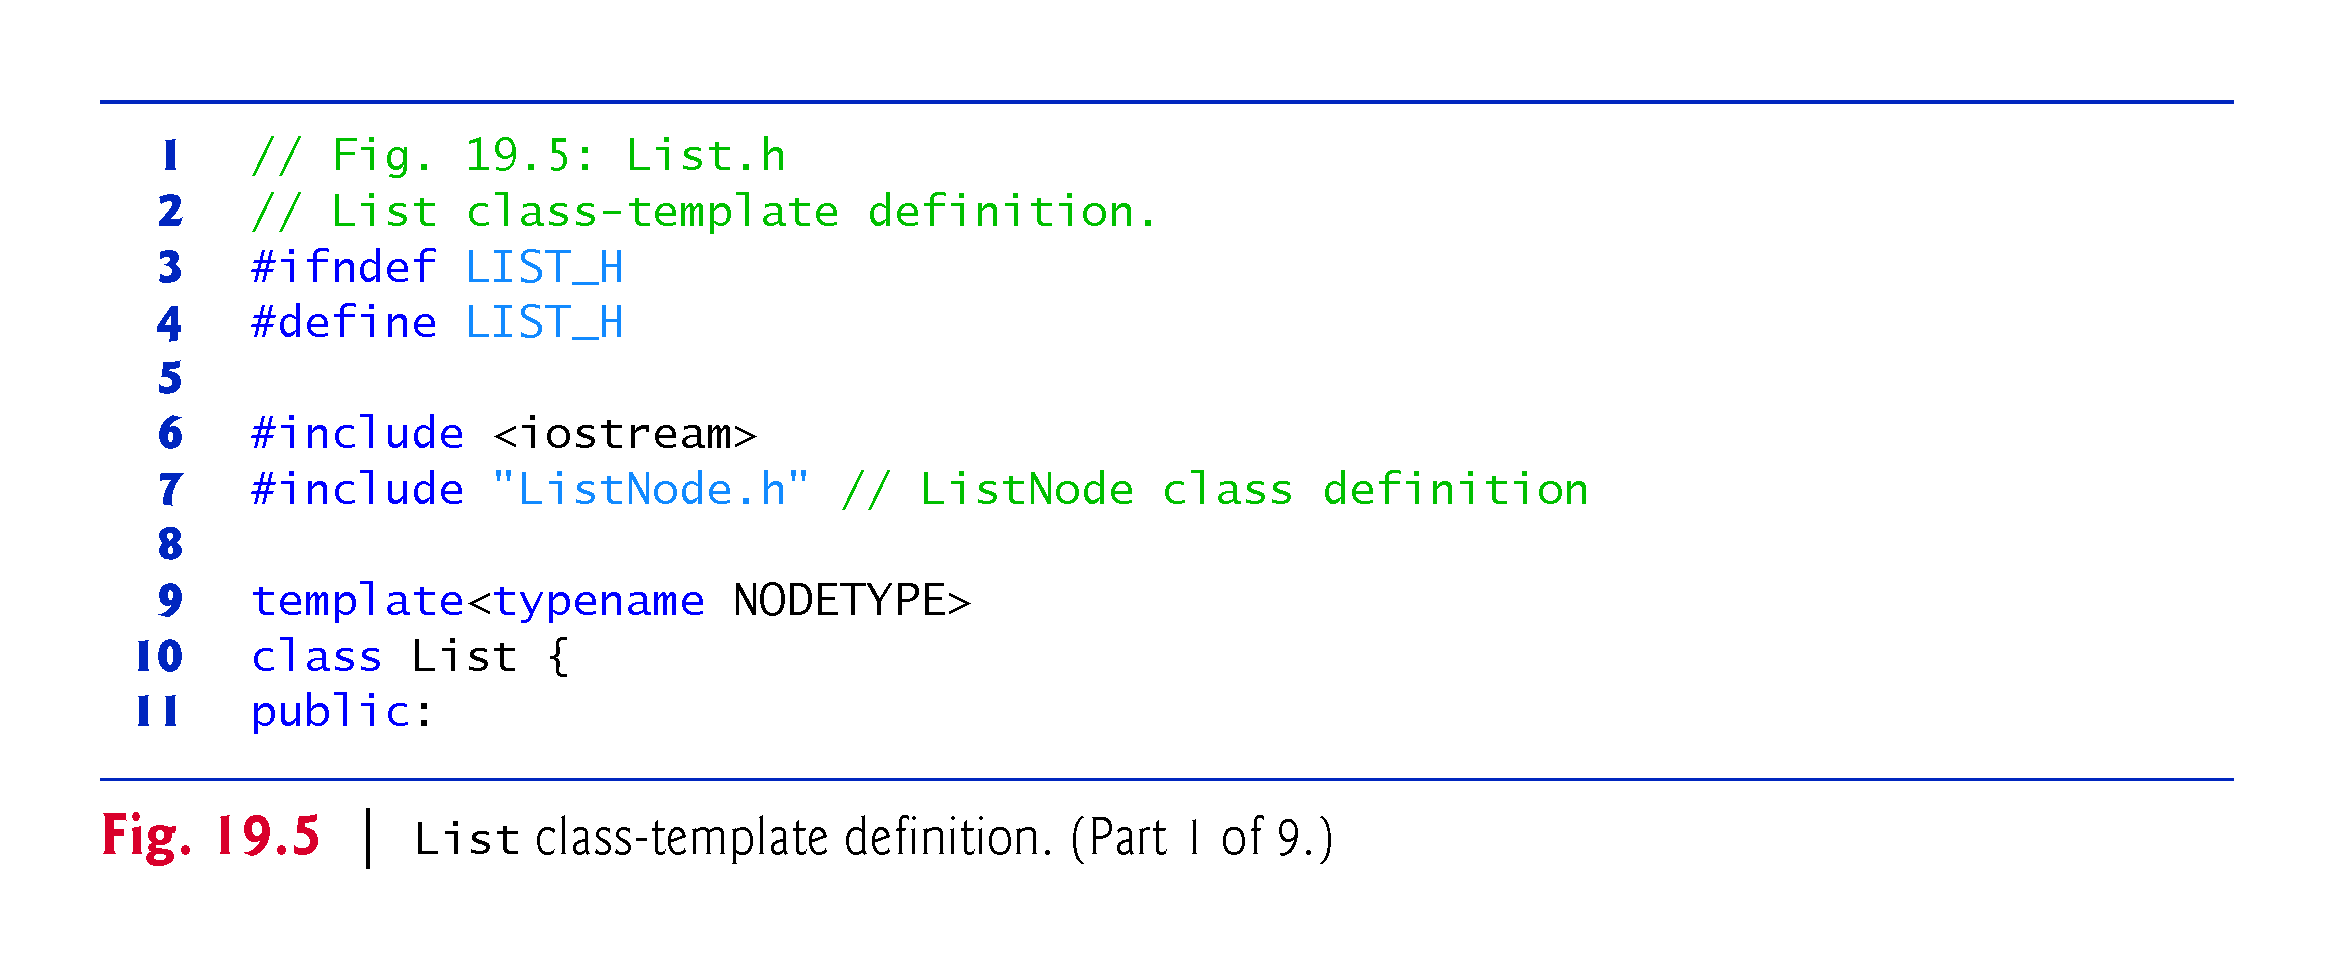 1 // Fig. 19.5: List.h
2 // List class-template definition.
3 #ifndef LIST_H
4 #define LIST_H
5
6 #include <iostream>
7 #include "ListNode.h" // ListNode class definition
8
9 template<typename NODETYPE>
10 class List {
11 public:
Fig. 19.5 | List class-template definition. (Part 1 of 9.)